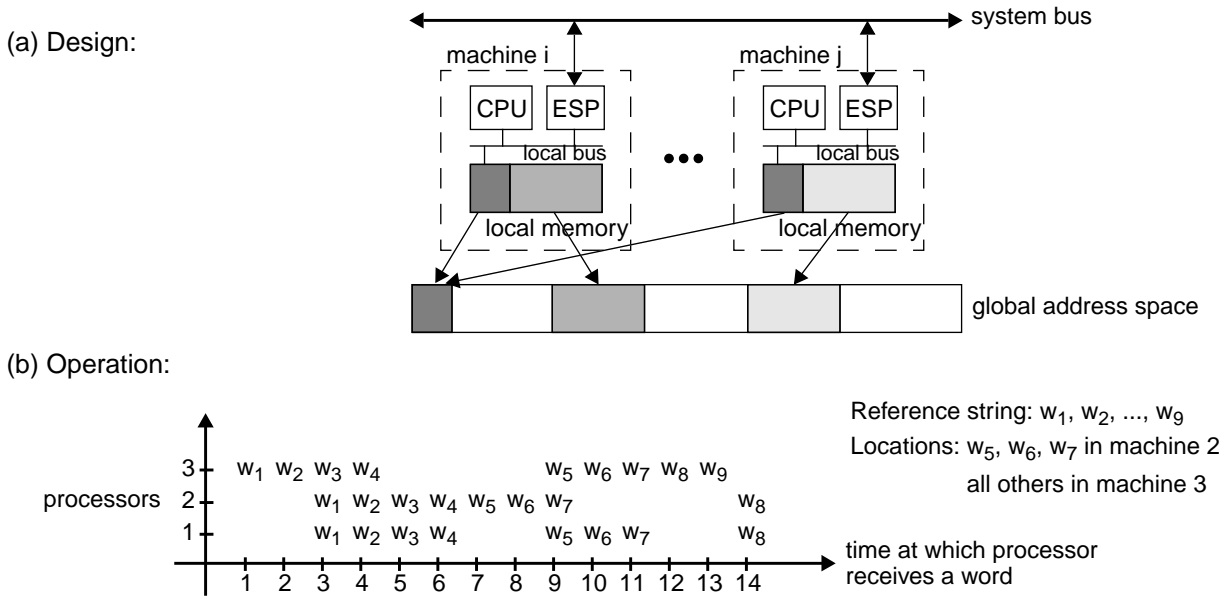 system bus
(a) Design:
machine i
machine j
CPU
ESP
CPU
ESP
local bus
local bus
local memory
local memory
global address space
(b) Operation:
Reference string: w1, w2, ..., w9
Locations: w5, w6, w7 in machine 2
all others in machine 3
processors
3 w1 w2 w3 w4 w5 w6 w7 w8 w9
2 w1 w2 w3 w4 w5 w6 w7 w8
1 w1 w2 w3 w4 w5 w6 w7 w8
1 2 3 4 5 6 7 8 9 10 11 12 13 14
time at which processor
receives a word